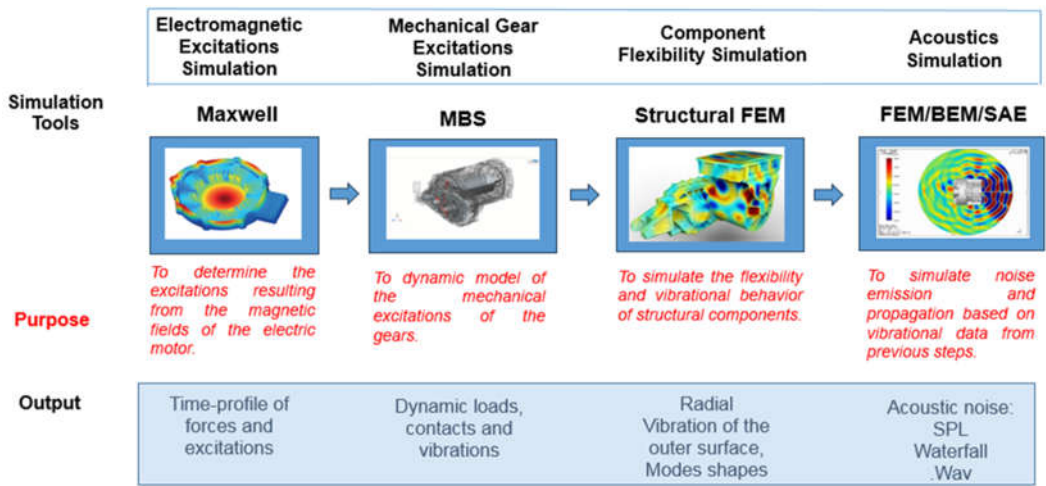 Electromagnetic
Excitations
Simulation
Mechanical Gear
Excitations
Simulation
Component
Flexibility Simulation
Acoustics
Simulation
Simulation
Tools
Maxwell
MBS
Structural FEM
FEM/BEM/SAE
Purpose
To determine the
excitations resulting
from the magnetic
fields of the electric
motor.
To dynamic model of
the mechanical
excitations of the
gears.
To simulate the flexibility
and vibrational behavior
of structural components.
To simulate noise
emission and
propagation based on
vibrational data from
previous steps.
Output
Time-profile of
forces and
excitations
Dynamic loads,
contacts and
vibrations
Radial
Vibration of the
outer surface,
Modes shapes
Acoustic noise:
SPL
Waterfall
.Wav